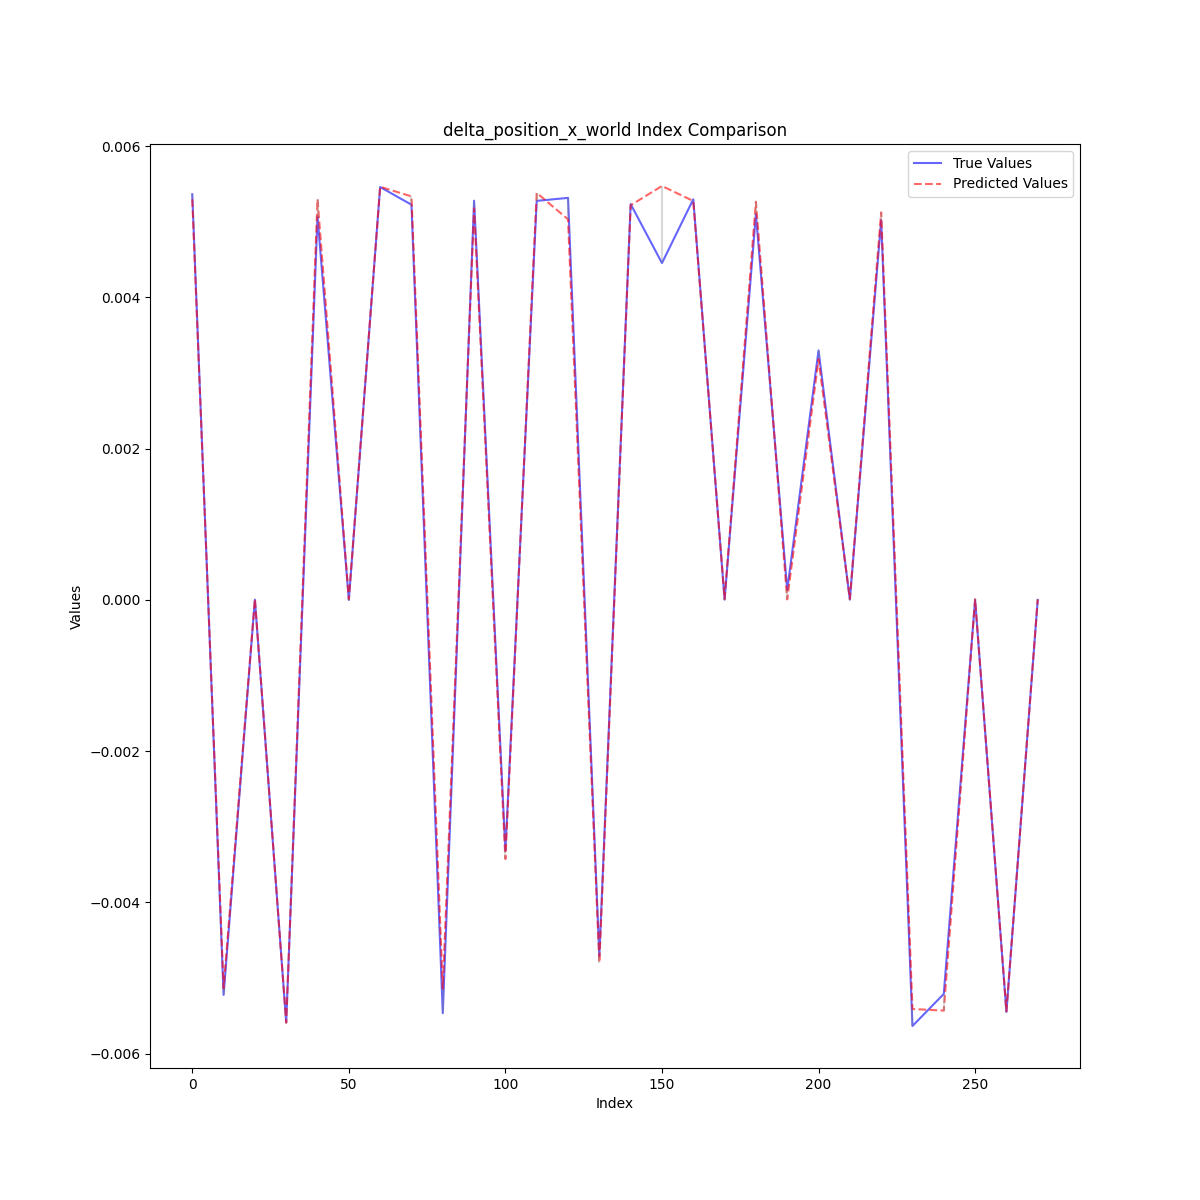 delta_position_x_world Index Comparison
True Values
Predicted Values
Values
0.006
0.004
0.002
0.000
−0.002
−0.004
−0.006
0
50
100
150
200
250
Index